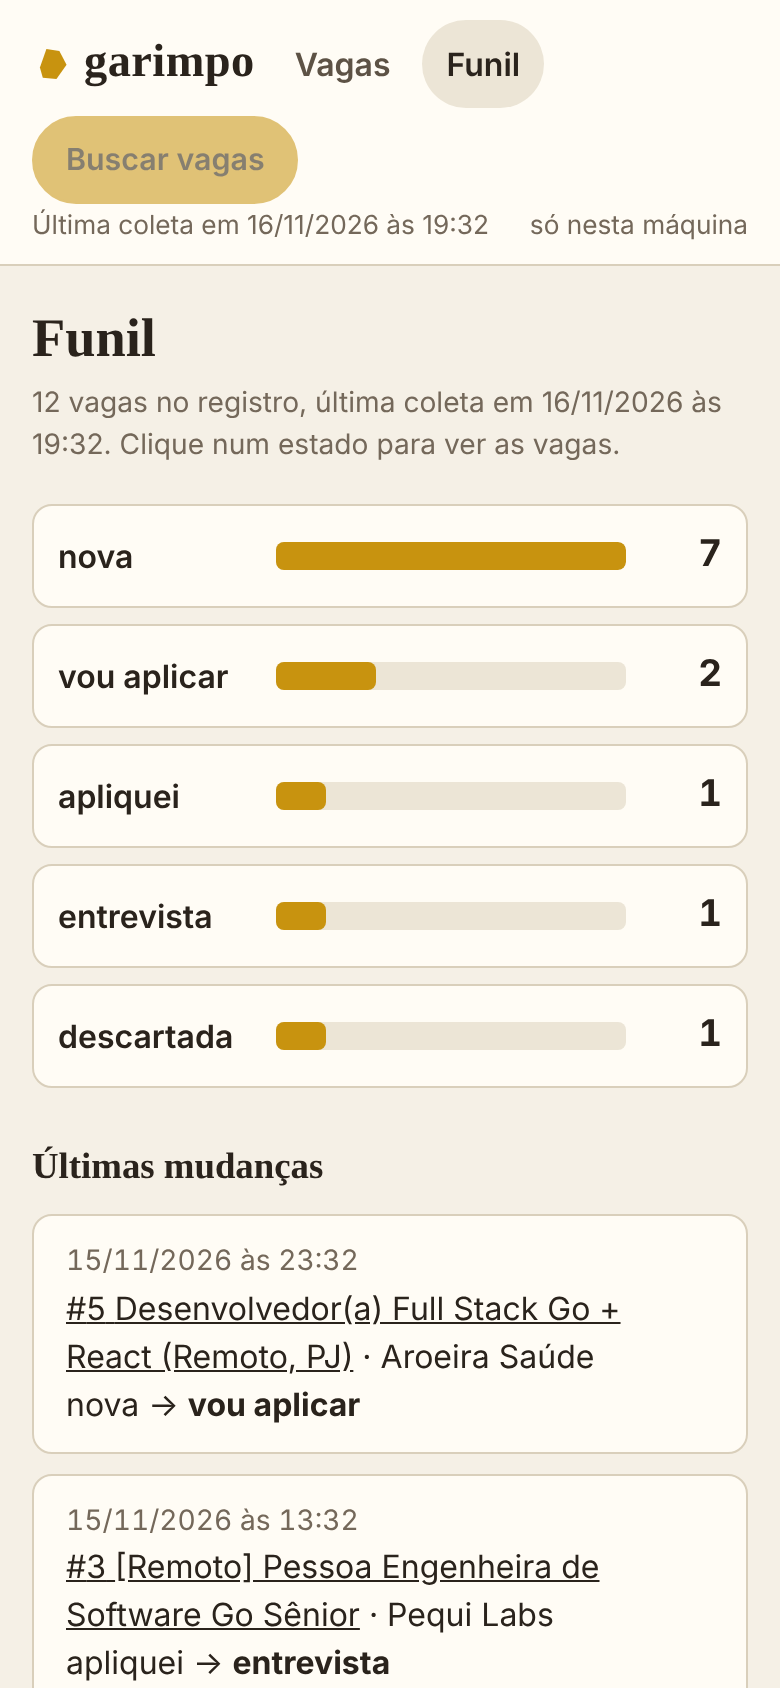 garimpo Vagas Funil
Buscar vagas
Última coleta em 16/11/2026 às 19:32 só nesta máquina
Funil
12 vagas no registro, última coleta em 16/11/2026 às
19:32. Clique num estado para ver as vagas.
nova 7
vou aplicar 2
apliquei 1
entrevista 1
descartada 1
Últimas mudanças
15/11/2026 às 23:32
#5 Desenvolvedor(a) Full Stack Go +
React (Remoto, PJ) · Aroeira Saúde
nova → vou aplicar
15/11/2026 às 13:32
#3 [Remoto] Pessoa Engenheira de
Software Go Sênior · Pequi Labs
apliquei → entrevista